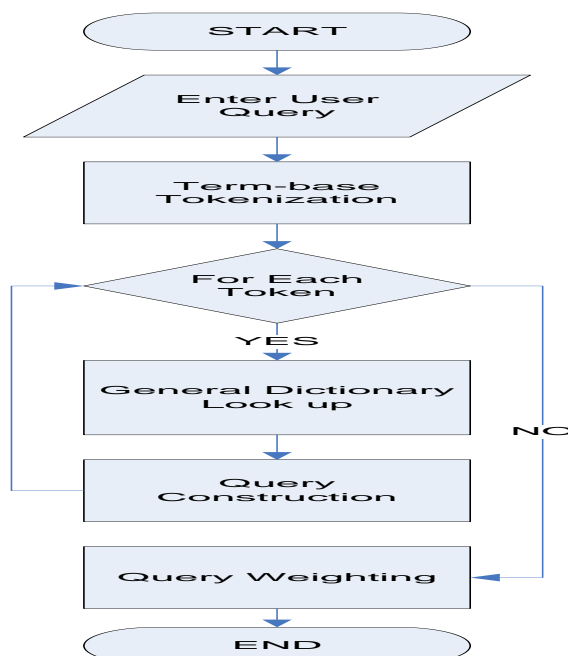 START
Enter User
Query
Term-base
Tokenization
For Each
Token
YES
General Dictionary
Look up
NO
Query
Construction
Query Weighting
END